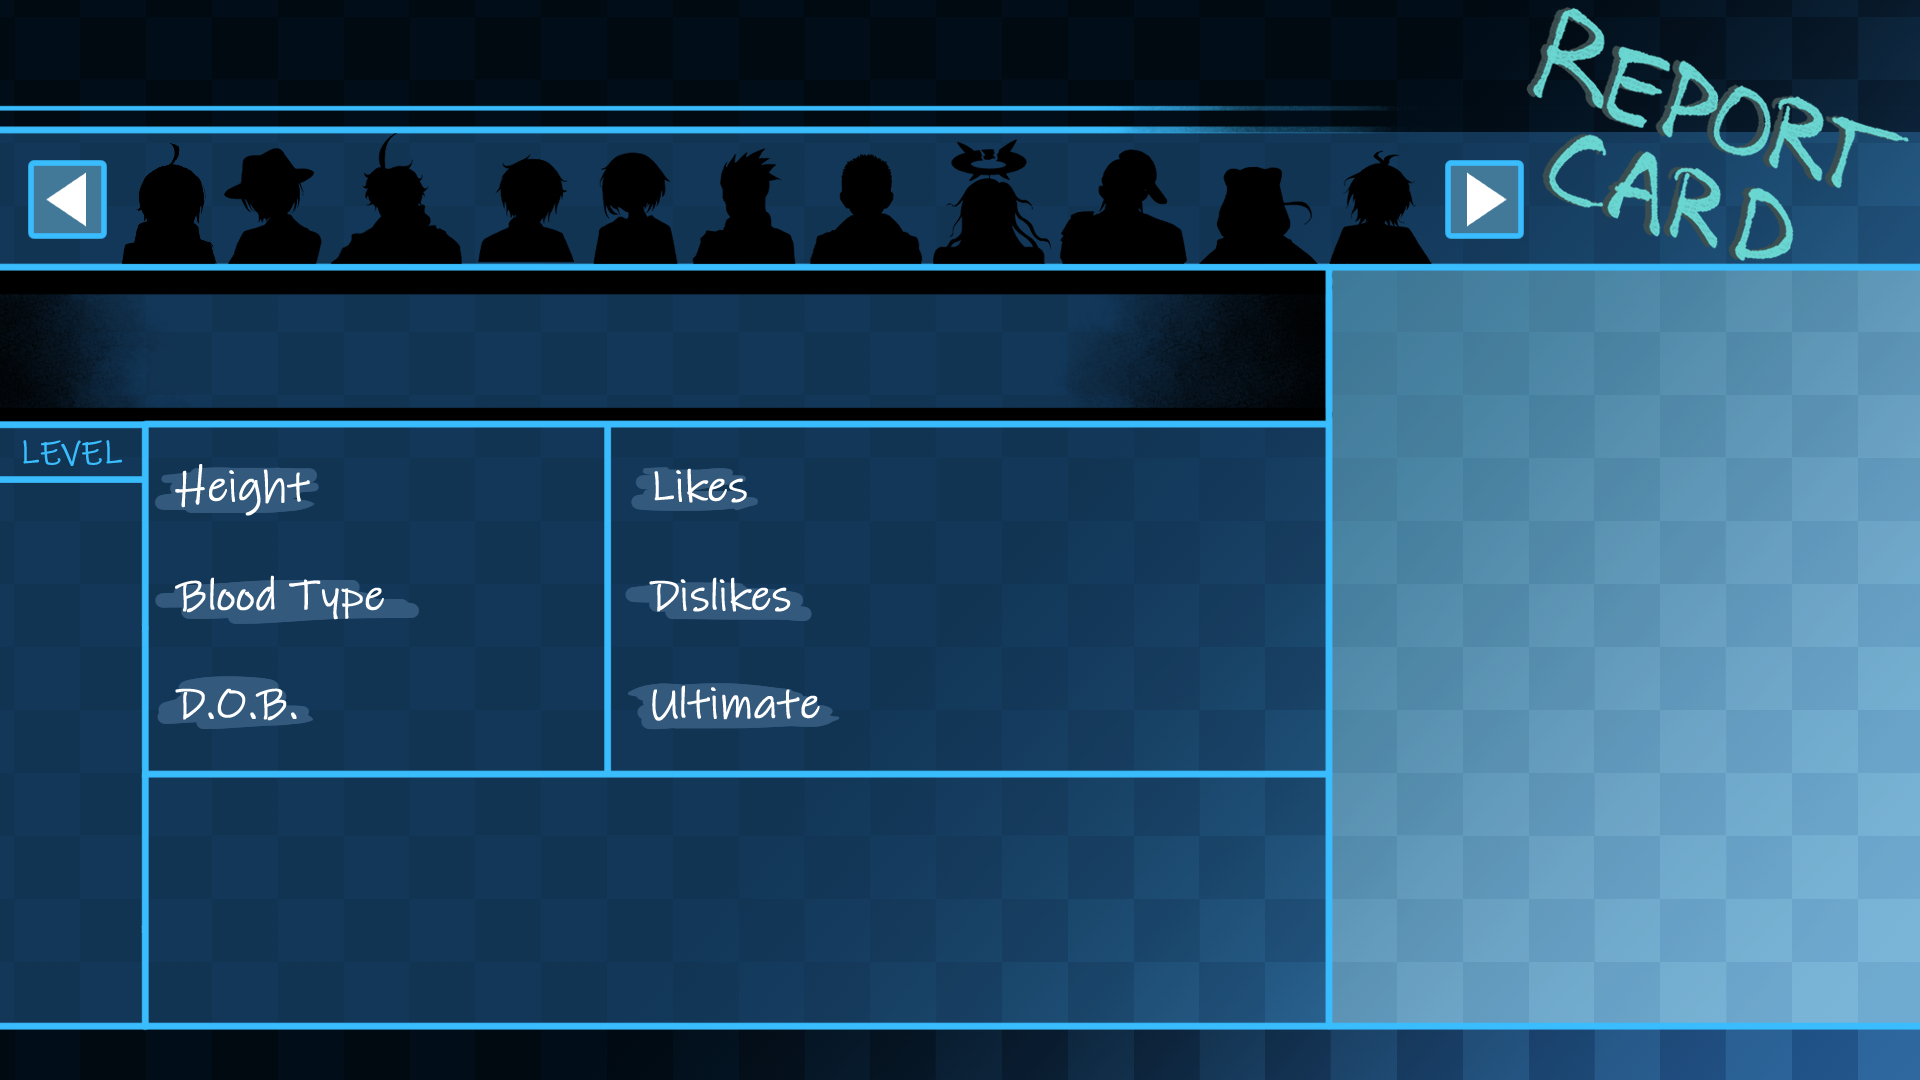 REPORT
CARD
LEVEL
Height
Likes
Blood Type
Dislikes
D.O.B.
Ultimate